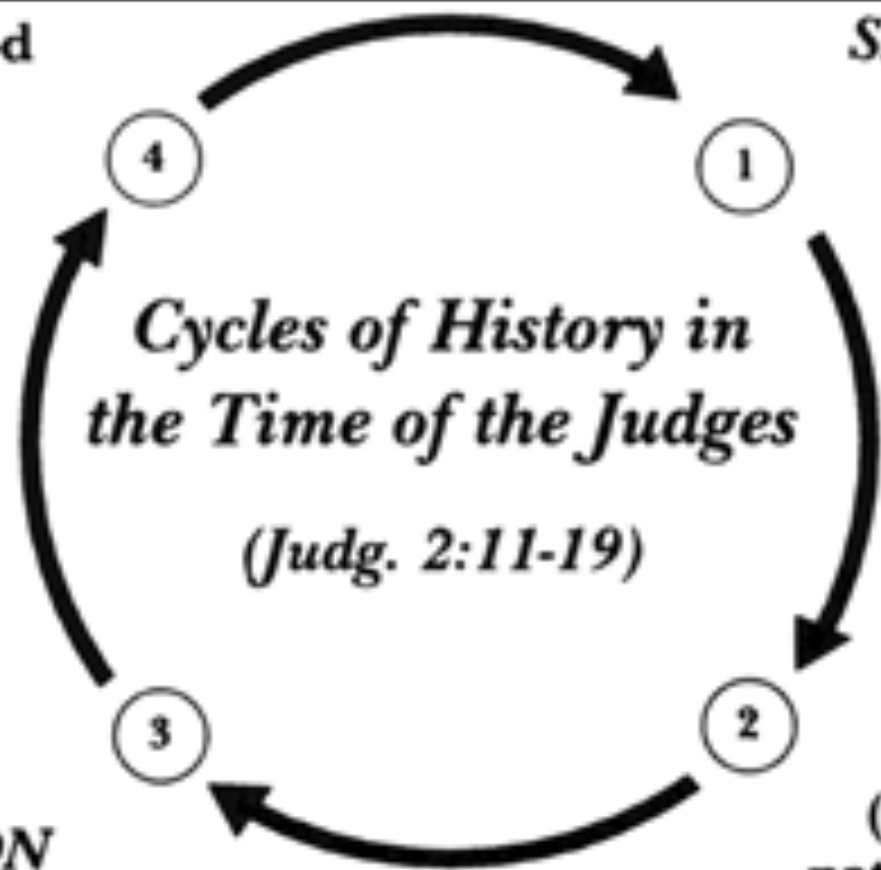 4
1
Cycles of History in
the Time of the Judges
(Judg. 2:11-19)
3
2